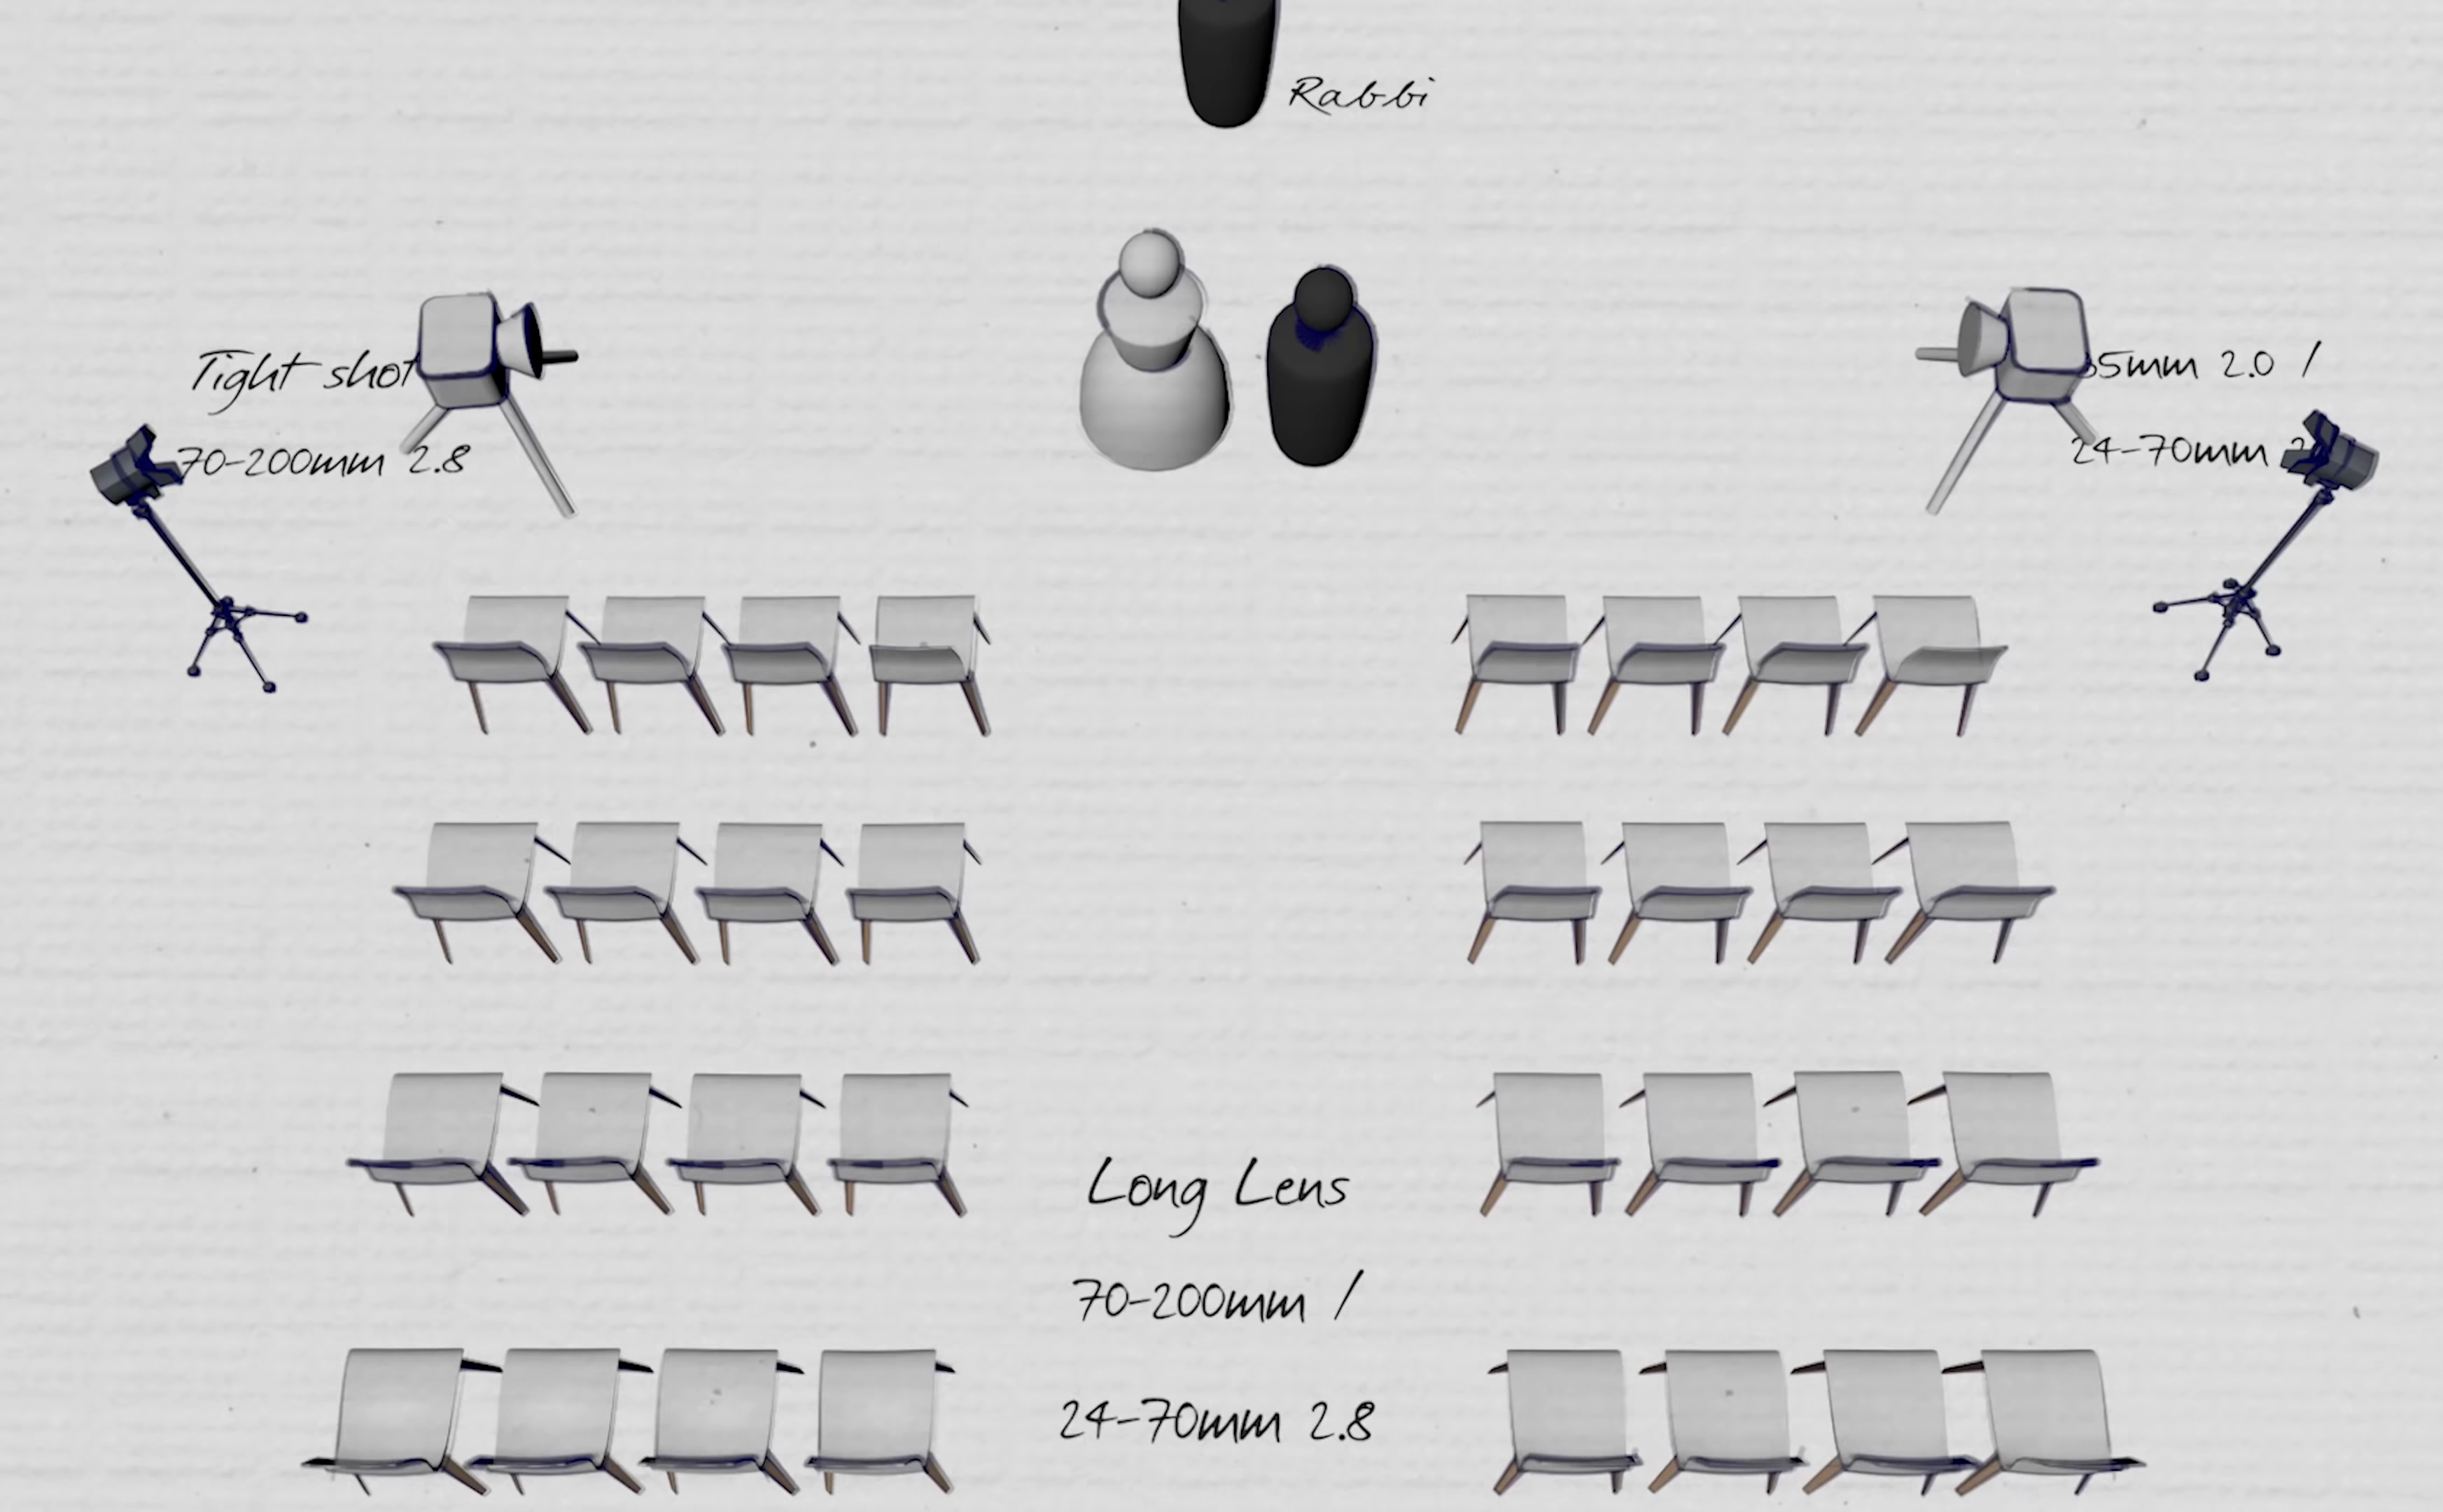 Rabbi
Tight shot
70-200mm 2.8
5mm 2.0 /
24-70mm
Long Lens
70-200mm /
24-70mm 2.8